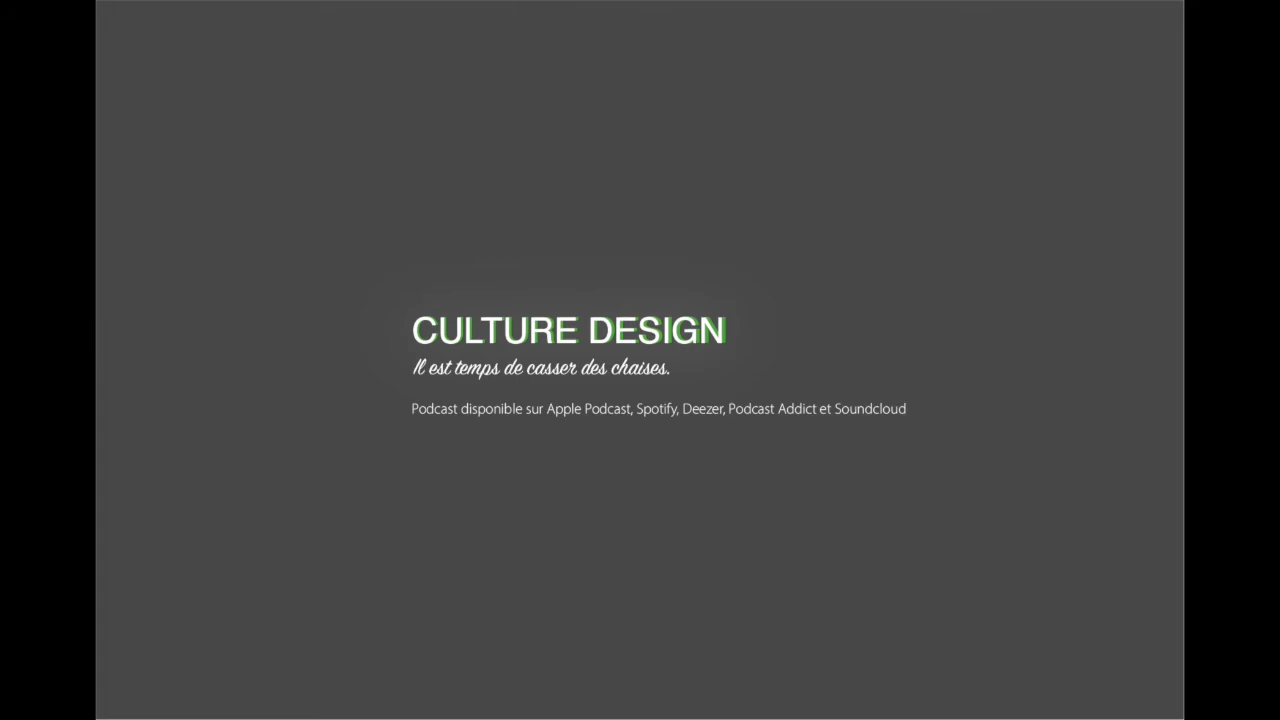 CULTURE DESIGN
Il est temps de casser des chaises.
Podcast disponible sur Apple Podcast, Spotify, Deezer, Podcast Addict et Soundcloud